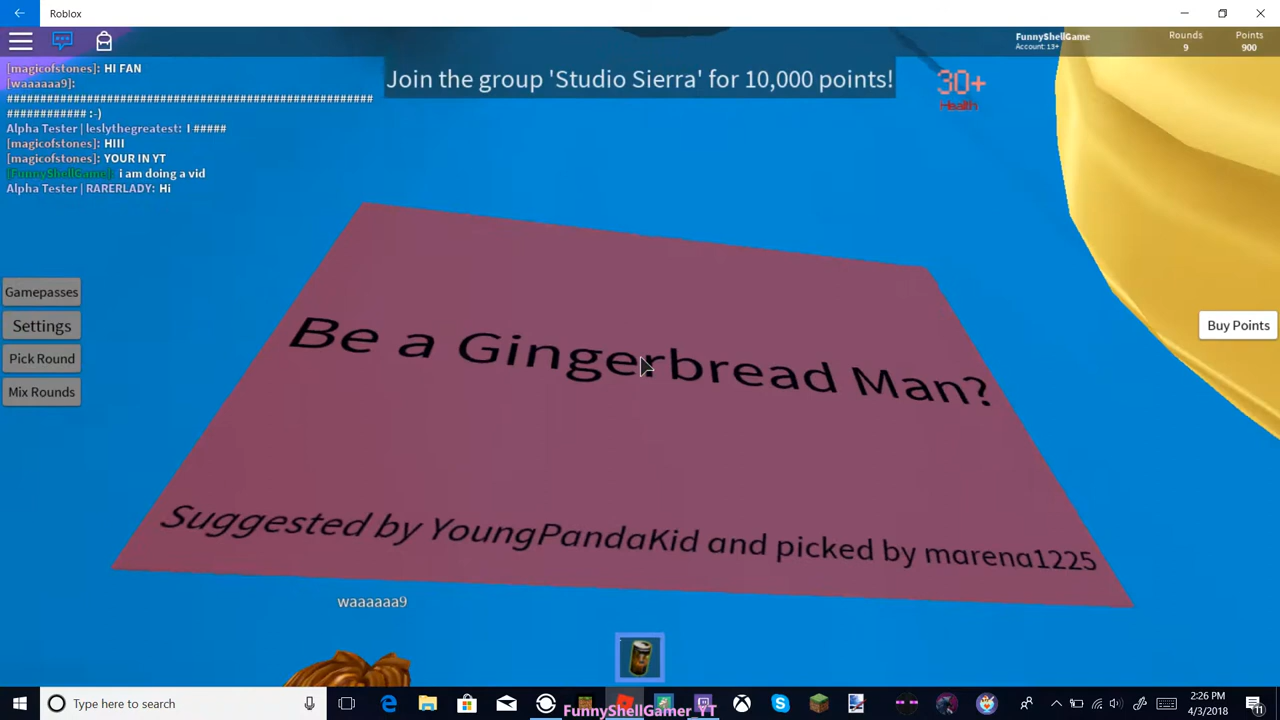 Roblox
FunnyShellGame
Account: 13+
Rounds
9
Points
900
[magicofstones]: HI FAN
[waaaaaa9]:
########################################################
############ :-)
Alpha Tester | leslythegreatest: I #####
[magicofstones]: HIII
[magicofstones]: YOUR IN YT
[FunnyShellGame]: i am doing a vid
Alpha Tester | RARERLADY: Hi
Join the group 'Studio Sierra' for 10,000 points!
30+
Health
Gamepasses
Settings
Pick Round
Mix Rounds
Buy Points
Be a Gingerbread Man?
Suggested by YoungPandaKid and picked by marena1225
waaaaaa9
Type here to search
FunnyShellGamer_YT
2:26 PM
4/3/2018
11